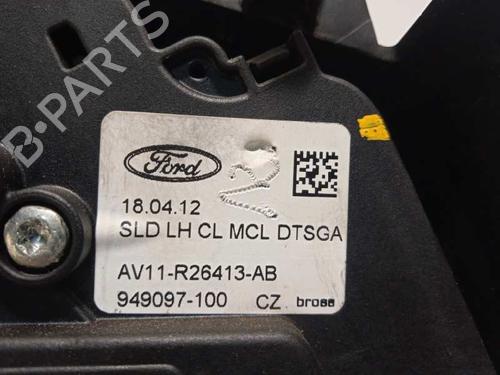 B-PARTS
Ford
18.04.12
SLD LH CL MCL DTSGA
AV11-R26413-AB
949097-100 CZ brose